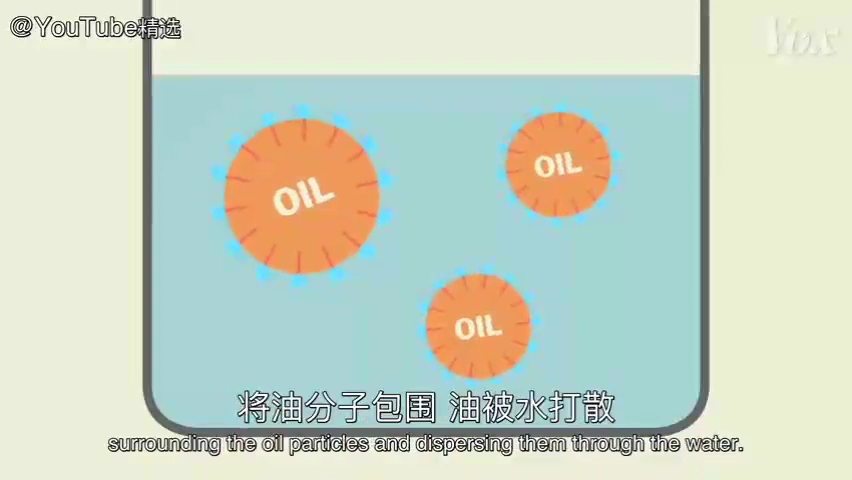 @YouTube精选
Vox
OIL
OIL
OIL
将油分子包围 油被水打散
surrounding the oil particles and dispersing them through the water.